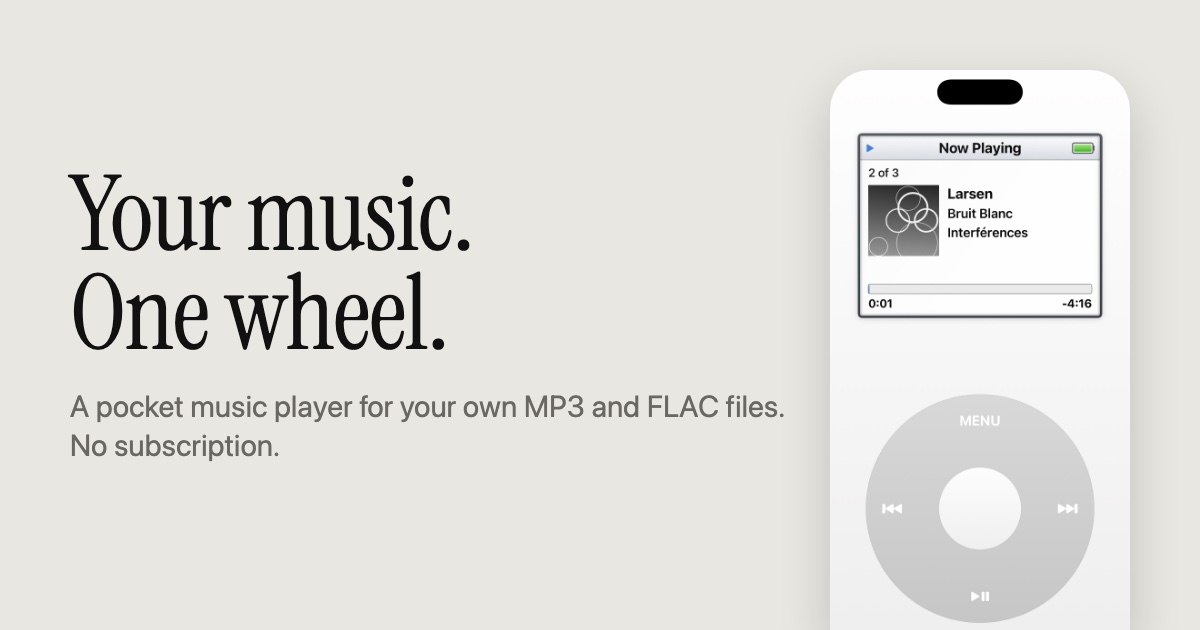 Your music.
One wheel.
A pocket music player for your own MP3 and FLAC files.
No subscription.
Now Playing
2 of 3
Larsen
Bruit Blanc
Interférences
0:01 -4:16
MENU